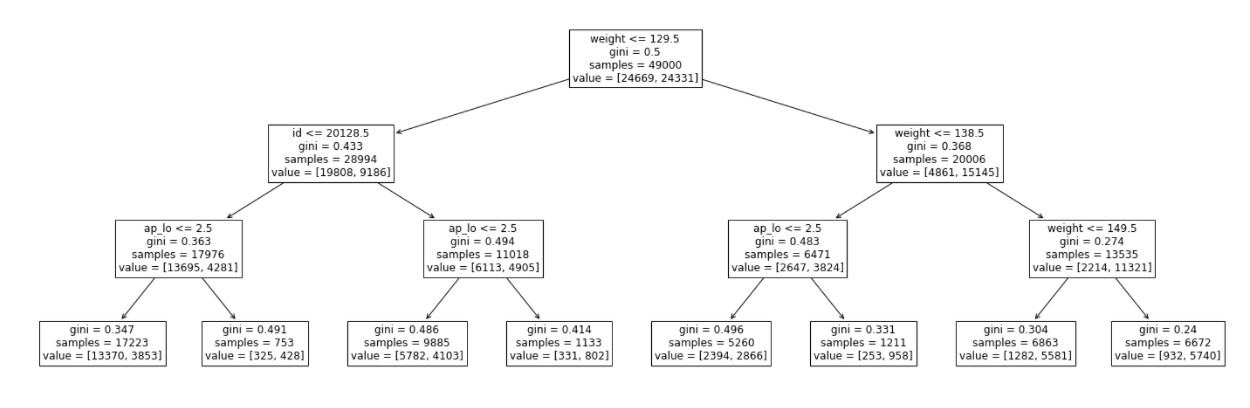 weight <= 129.5
gini = 0.5
samples = 49000
value = [24669, 24331]
id <= 20128.5
gini = 0.433
samples = 28994
value = [19808, 9186]
weight <= 138.5
gini = 0.368
samples = 20006
value = [4861, 15145]
ap_lo <= 2.5
gini = 0.363
samples = 17976
value = [13695, 4281]
ap_lo <= 2.5
gini = 0.494
samples = 11018
value = [6113, 4905]
ap_lo <= 2.5
gini = 0.483
samples = 6471
value = [2647, 3824]
weight <= 149.5
gini = 0.274
samples = 13535
value = [2214, 11321]
gini = 0.347
samples = 17223
value = [13370, 3853]
gini = 0.491
samples = 753
value = [325, 428]
gini = 0.486
samples = 9885
value = [5782, 4103]
gini = 0.414
samples = 1133
value = [331, 802]
gini = 0.496
samples = 5260
value = [2394, 2866]
gini = 0.331
samples = 1211
value = [253, 958]
gini = 0.304
samples = 6863
value = [1282, 5581]
gini = 0.24
samples = 6672
value = [932, 5740]